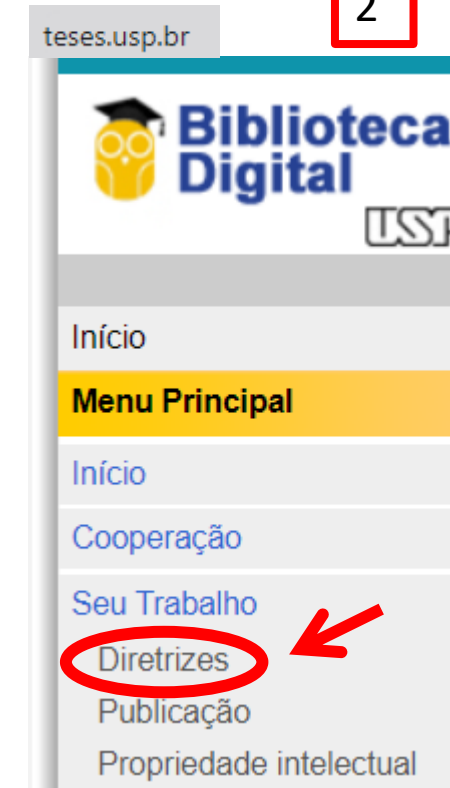 2
teses.usp.br
Biblioteca
Digital
USP
Início
Menu Principal
Início
Cooperação
Seu Trabalho
Diretrizes
Publicação
Propriedade intelectual